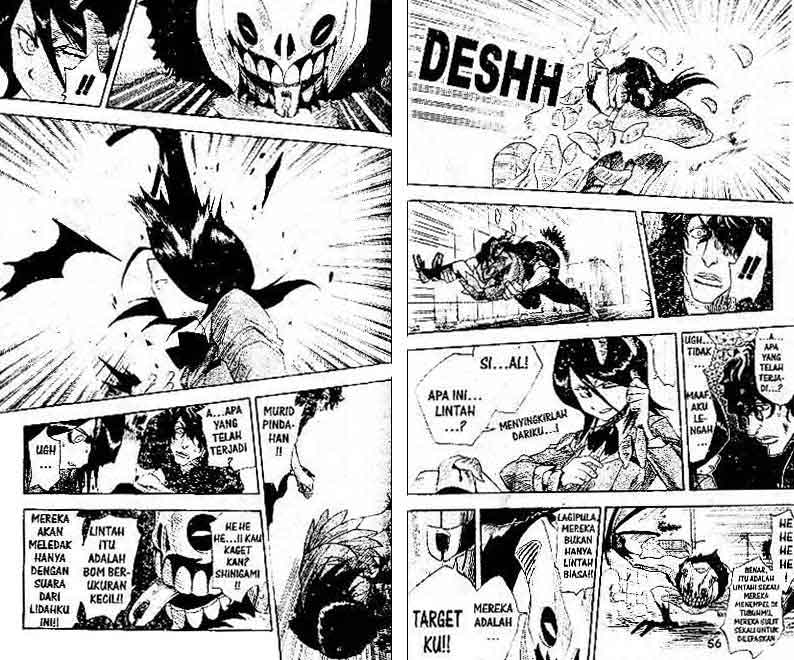 DESHH
!!
...A
APA
YANG
TELAH
TERJA-
DI...?
UGH...
...TIDAK
MAAF
AKU
LE-
NGAH
...
SI...AL!
APA INI...
LINTAH
...?
MENYINGKIRLAH
DARIKU...!
HE
HE
HE
HE
BENAR,
ITU ADALAH
LINTAH! SEKALI
MEREKA
MENEMPEL DI
TUBUHMU,
MEREKA SULIT
SEKALI UNTUK
DILEPASKAN
56
LAGIPULA,
MEREKA
BUKAN
HANYA
LINTAH
BIASA!!
MEREKA
ADALAH
...
TARGET
KU!!
!!
MURID
PINDA-
HAN
!!
A...APA
YANG
TELAH
TERJADI
?
UGH
...
HE HE
HE...!! KAU
KAGET
KAN?
SHINIGAMI
!!
LINTAH
ITU
ADALAH
BOM BER-
UKURAN
KECIL!!
MEREKA
AKAN
MELEDAK
HANYA
DENGAN
SUARA
DARI
LIDAHKU
INI!!